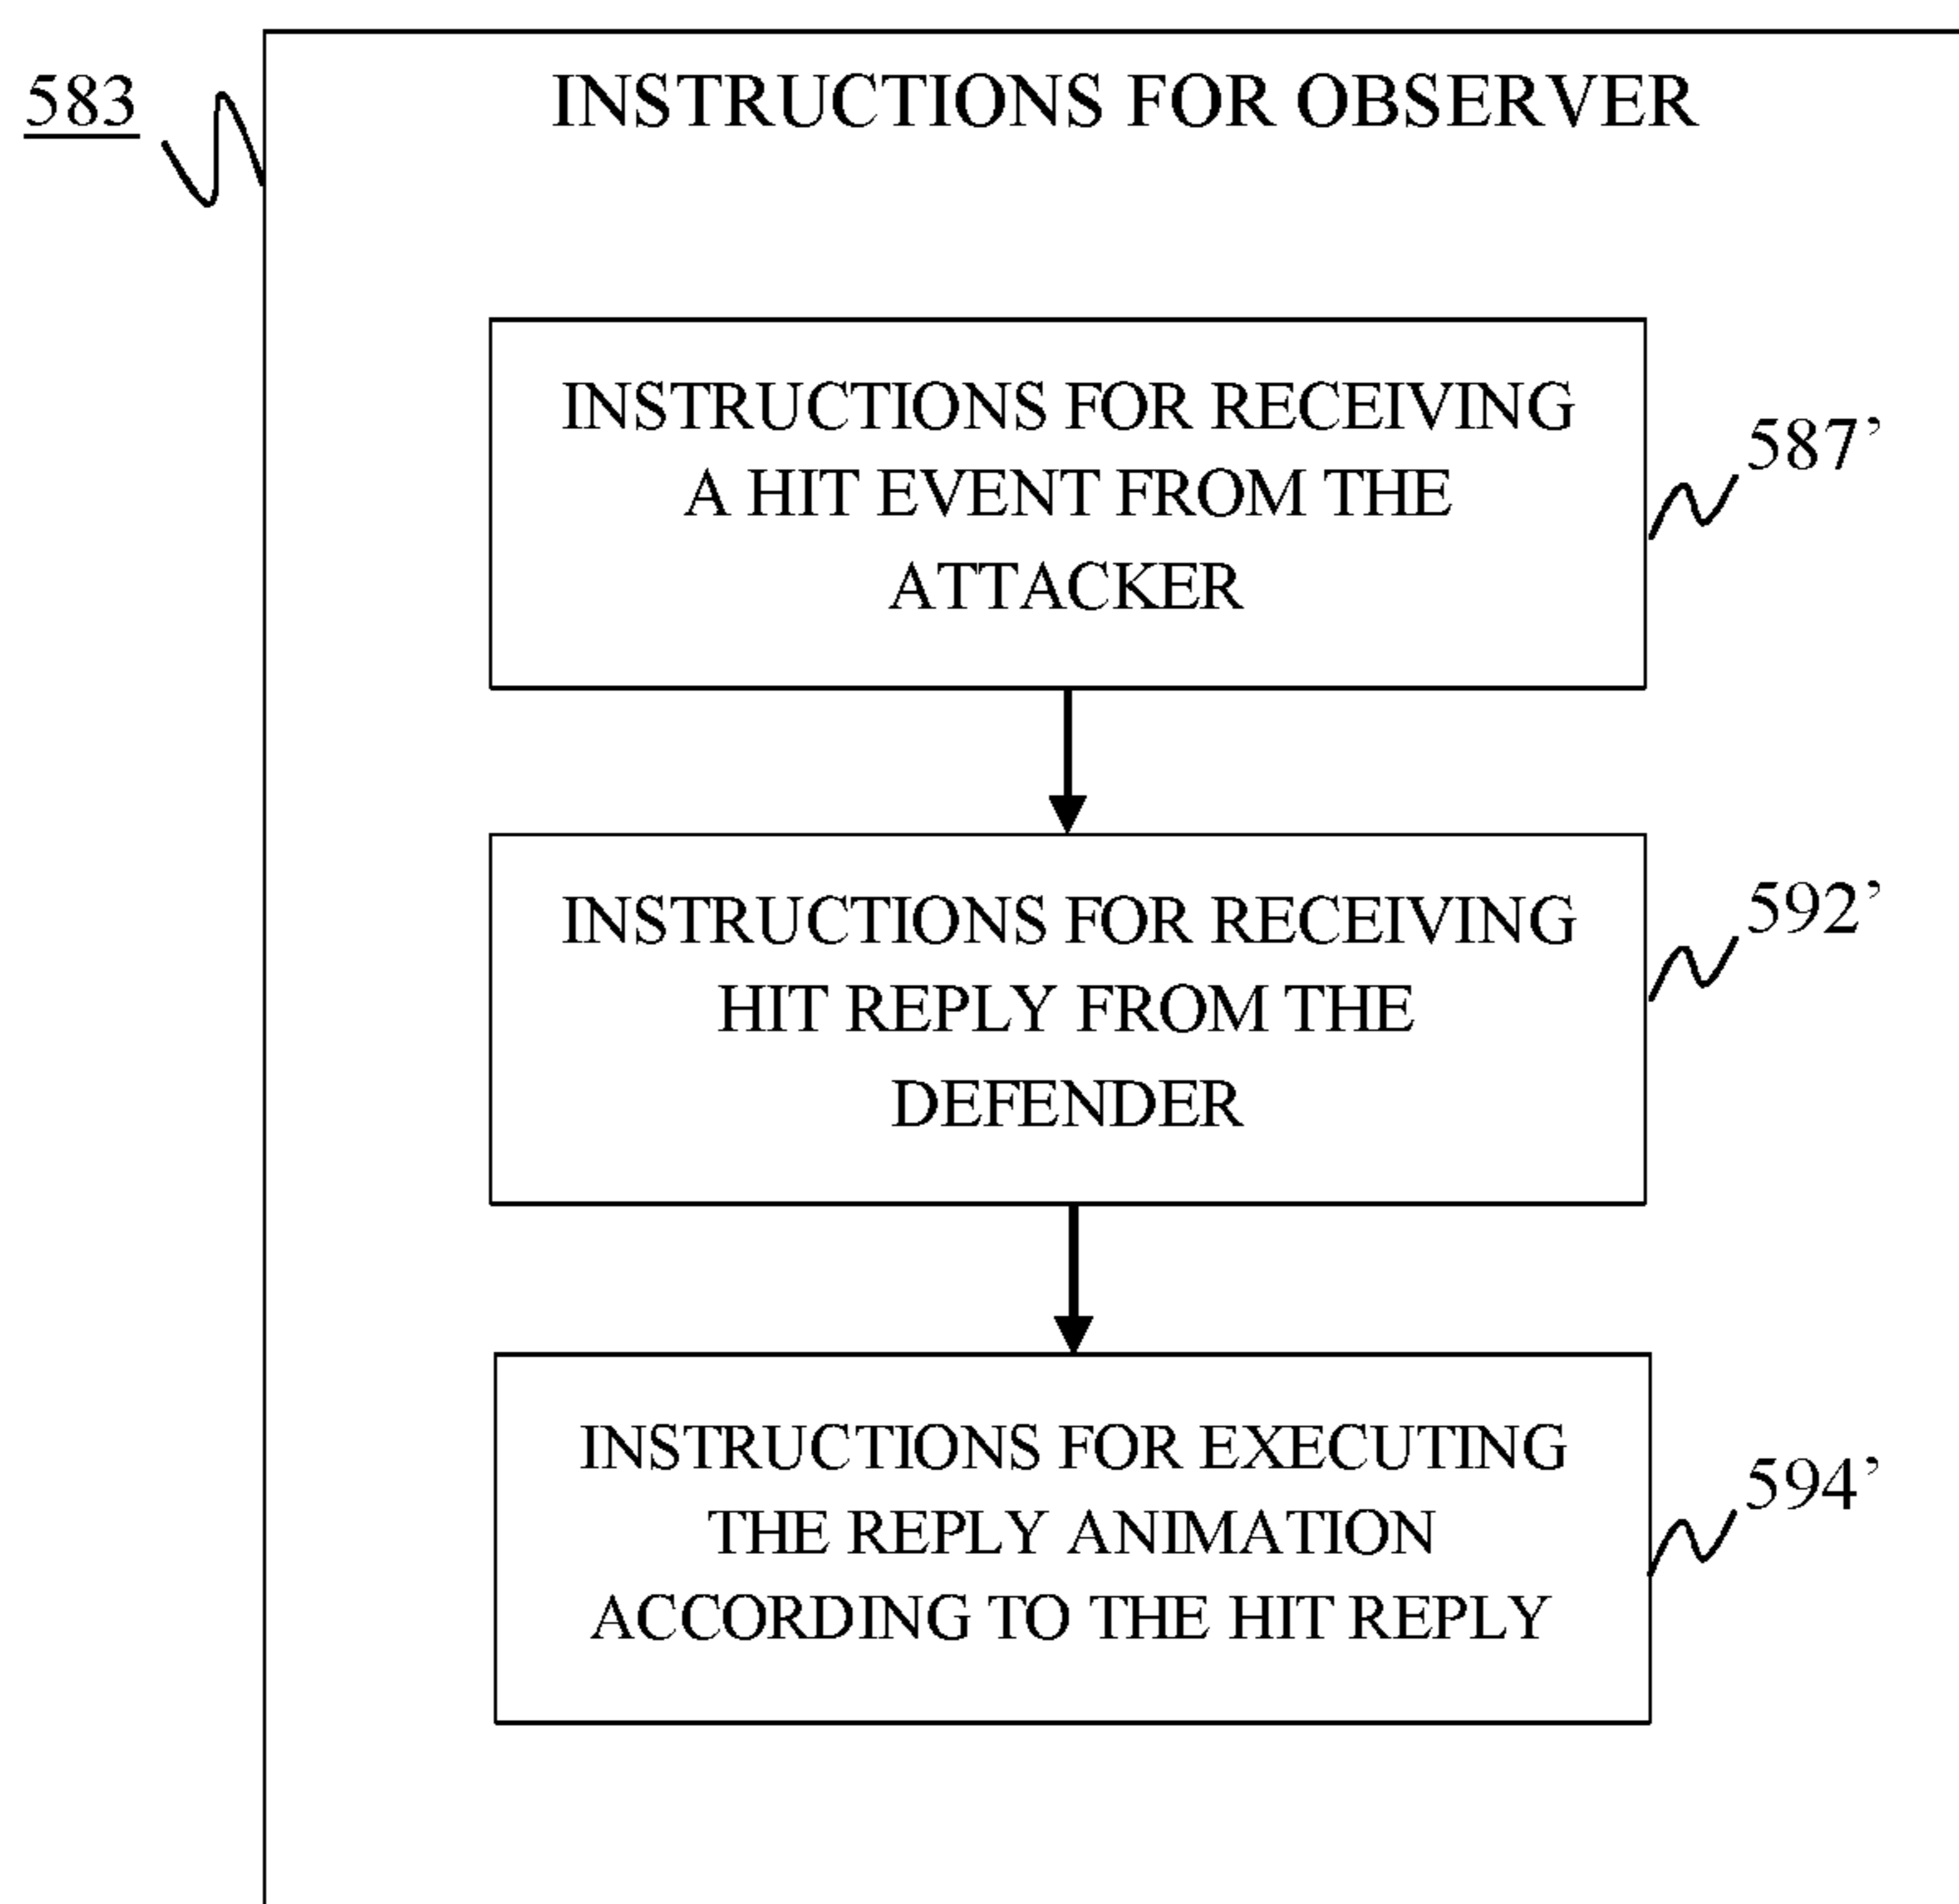 583
INSTRUCTIONS FOR OBSERVER
INSTRUCTIONS FOR RECEIVING
A HIT EVENT FROM THE
ATTACKER
587’
INSTRUCTIONS FOR RECEIVING
HIT REPLY FROM THE
DEFENDER
592’
INSTRUCTIONS FOR EXECUTING
THE REPLY ANIMATION
ACCORDING TO THE HIT REPLY
594’